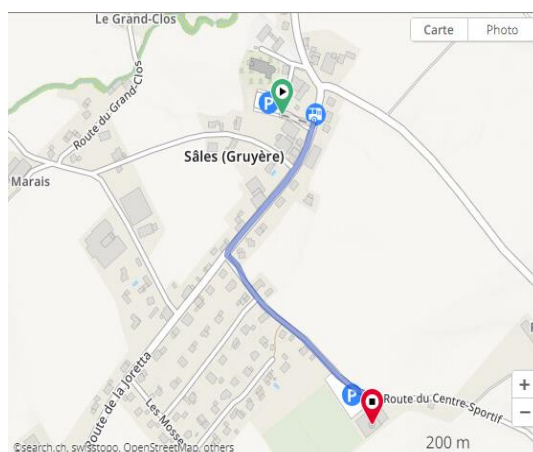 Le Grand-Clos
Carte
Photo
Route du Grand-Clos
P
Sâles (Gruyère)
Marais
Route de la Joretta
Les Mosse
P
Route du Centre-Sportif
+
−
©search.ch, swisstopo, OpenStreetMap, others
200 m